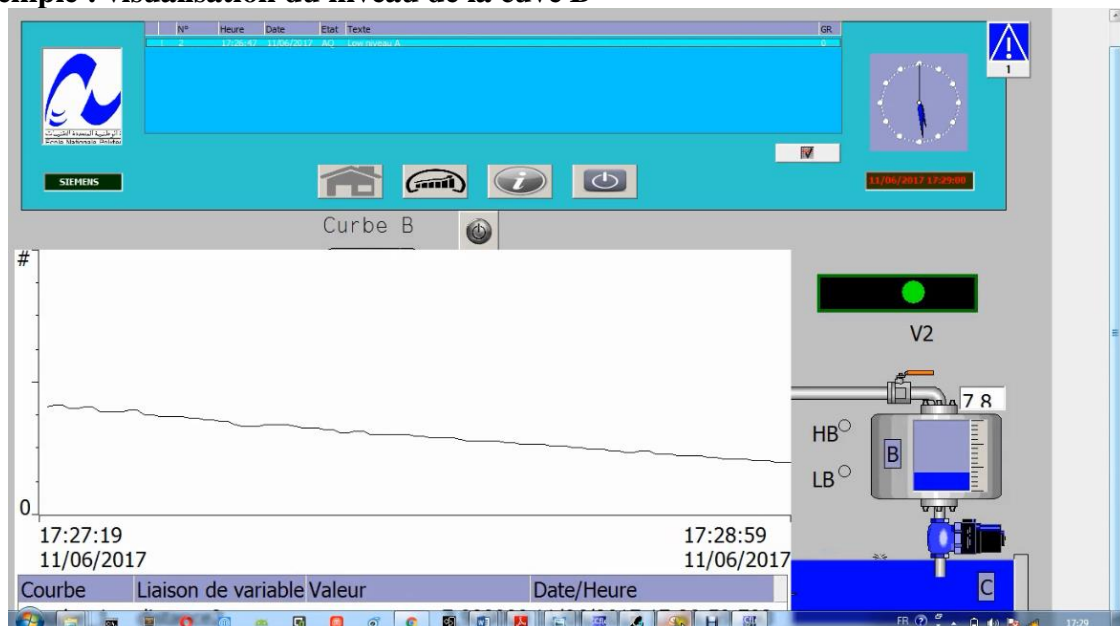 emple : visualisation du niveau de la cuve B
N° Heure Date Etat Texte GR
! 2 17:26:47 11/06/2017 AQ Low niveau A 0
1
SIEMENS
11/06/2017 17:29:00
Curbe B
#
V2
7.8
HB
B
LB
0
17:27:19
11/06/2017
17:28:59
11/06/2017
C
Courbe Liaison de variable Valeur Date/Heure
FR
17:29